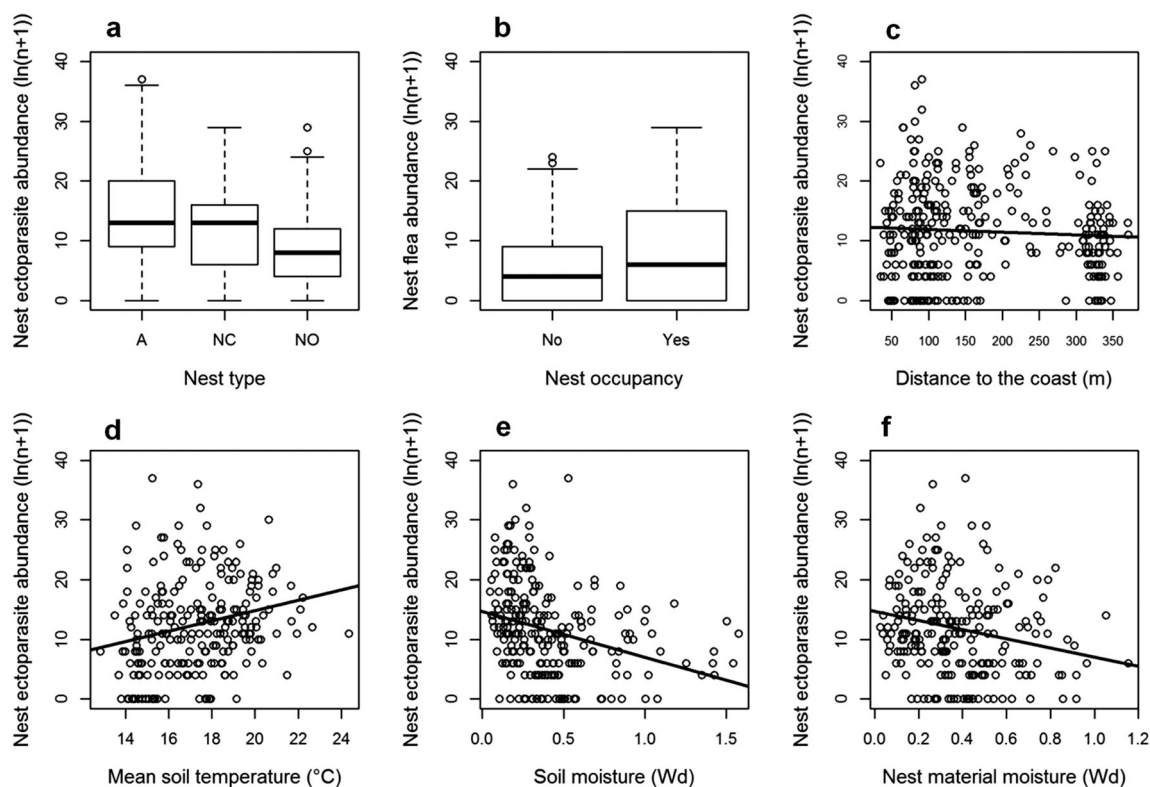 a
Nest ectoparasite abundance (ln(n+1))
40
30
20
10
0
A NC NO
Nest type
b
Nest flea abundance (ln(n+1))
40
30
20
10
0
No Yes
Nest occupancy
c
Nest ectoparasite abundance (ln(n+1))
40
30
20
10
0
50 100 150 200 250 300 350
Distance to the coast (m)
d
Nest ectoparasite abundance (ln(n+1))
40
30
20
10
0
14 16 18 20 22 24
Mean soil temperature (°C)
e
Nest ectoparasite abundance (ln(n+1))
40
30
20
10
0
0.0 0.5 1.0 1.5
Soil moisture (Wd)
f
Nest ectoparasite abundance (ln(n+1))
40
30
20
10
0
0.0 0.2 0.4 0.6 0.8 1.0 1.2
Nest material moisture (Wd)